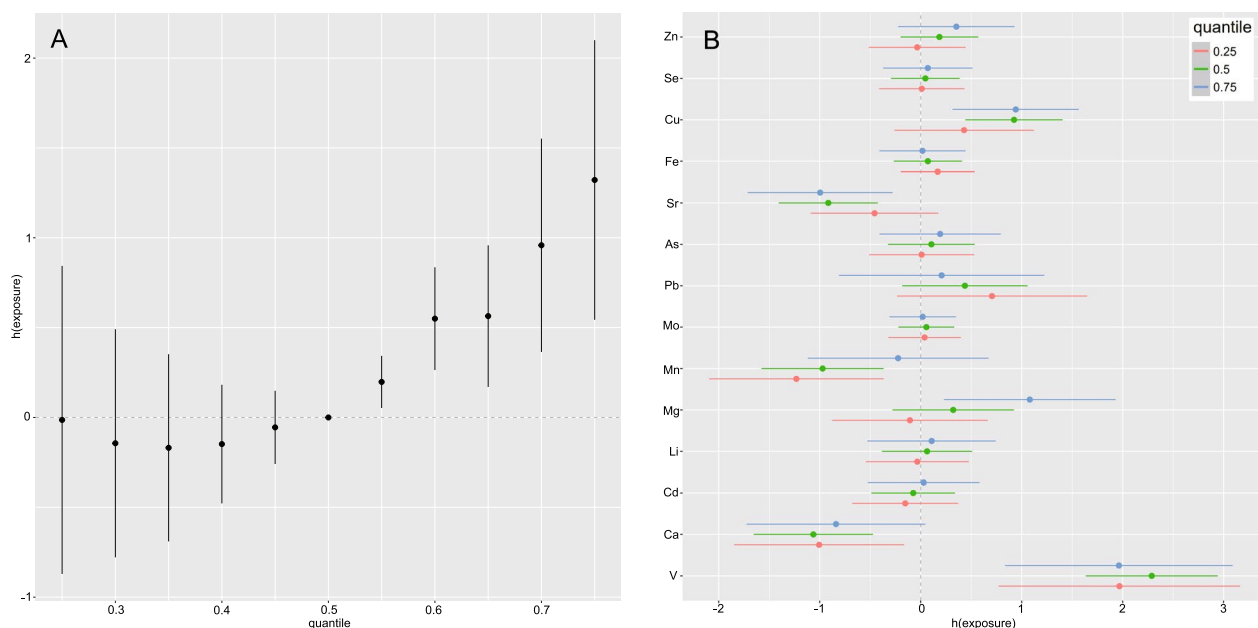 A
2
1
0
-1
h(exposure)
0.3 0.4 0.5 0.6 0.7
quantile
B
Zn
Se
Cu
Fe
Sr
As
Pb
Mo
Mn
Mg
Li
Cd
Ca
V
-2 -1 0 1 2 3
h(exposure)
quantile
0.25
0.5
0.75